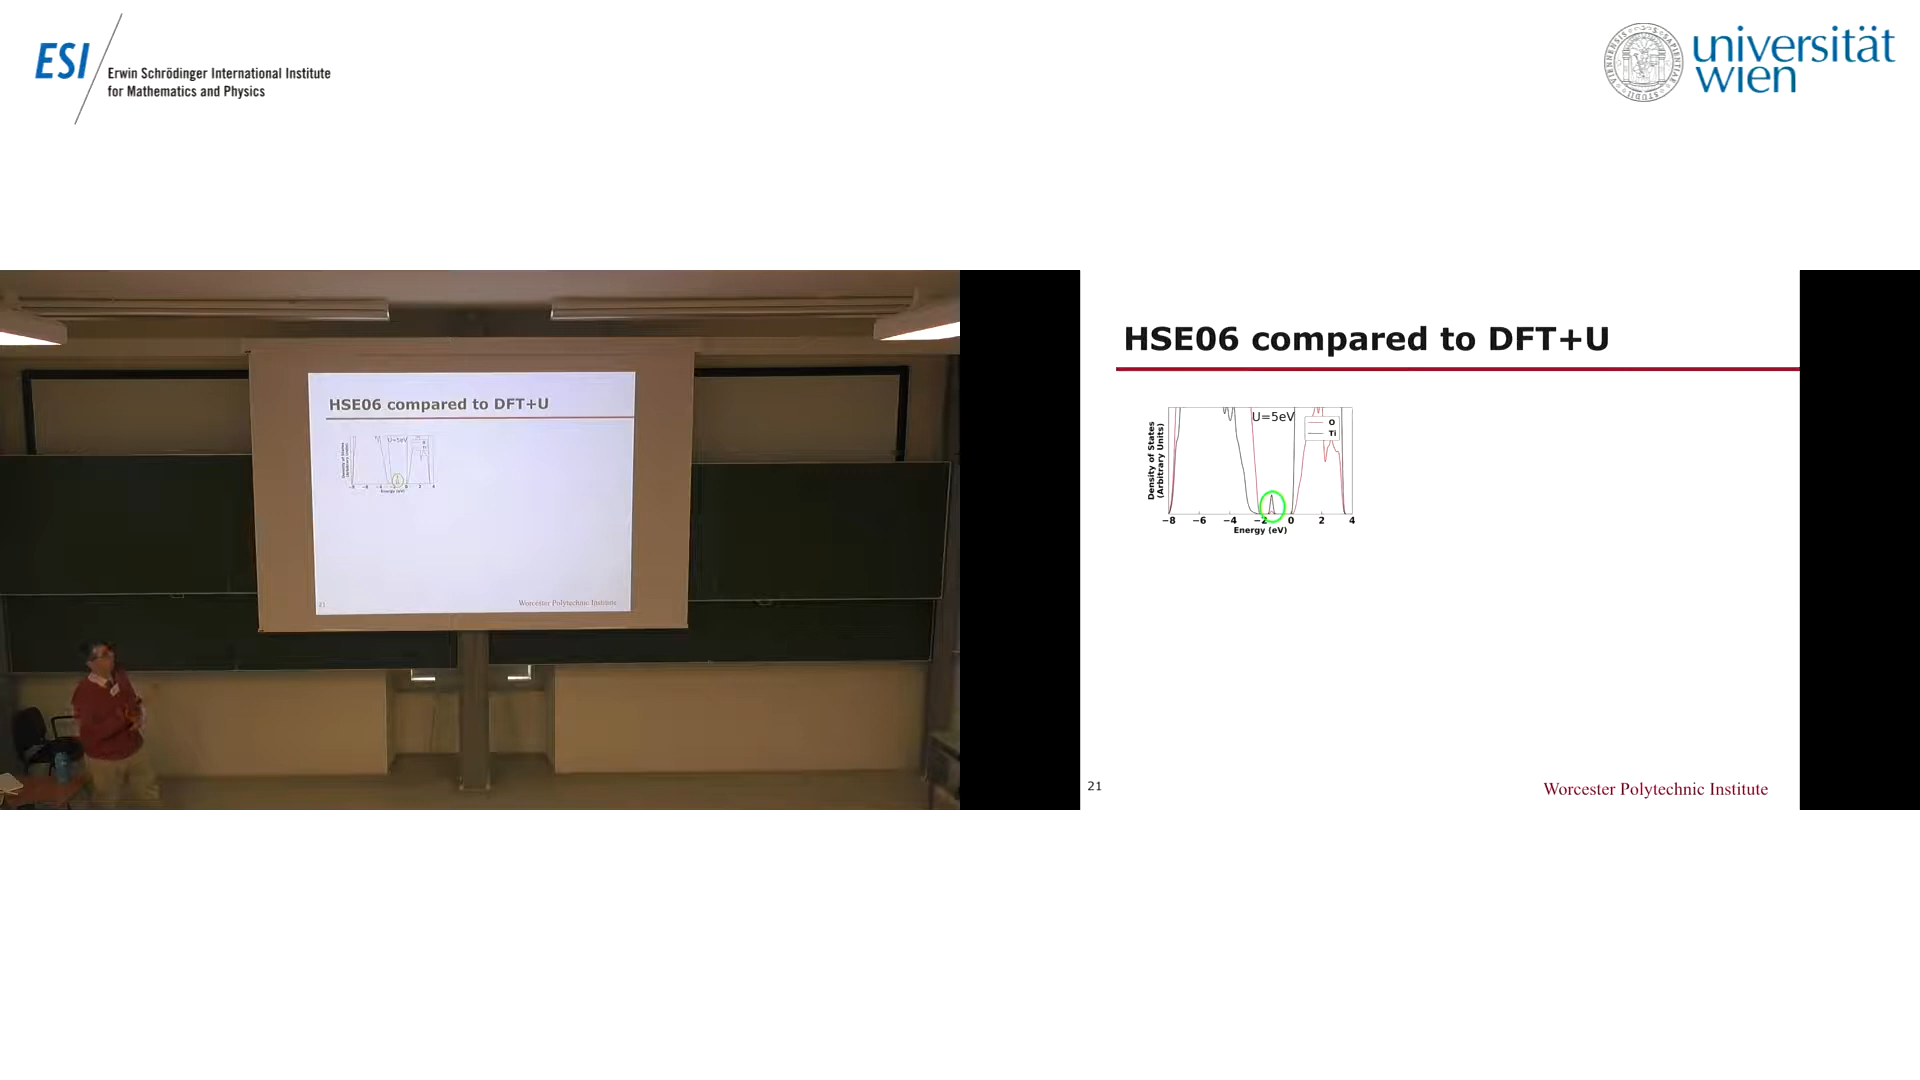 ESI
Erwin Schrödinger International Institute
for Mathematics and Physics
universität
wien
HSE06 compared to DFT+U
Worcester Polytechnic Institute
HSE06 compared to DFT+U
U=5eV
O
Ti
Density of States
(Arbitrary Units)
−8 −6 −4 −2 0 2 4
Energy (eV)
21
Worcester Polytechnic Institute